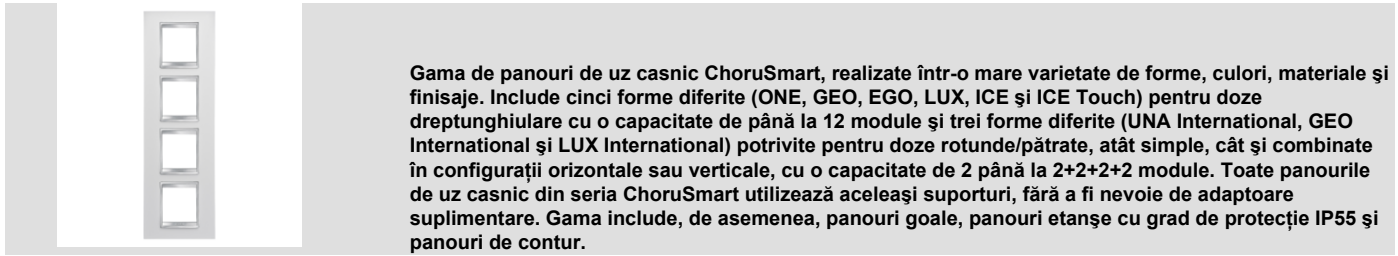 Gama de panouri de uz casnic ChoruSmart, realizate într-o mare varietate de forme, culori, materiale şi
finisaje. Include cinci forme diferite (ONE, GEO, EGO, LUX, ICE şi ICE Touch) pentru doze
dreptunghiulare cu o capacitate de până la 12 module şi trei forme diferite (UNA International, GEO
International şi LUX International) potrivite pentru doze rotunde/pătrate, atât simple, cât şi combinate
în configurații orizontale sau verticale, cu o capacitate de 2 până la 2+2+2+2 module. Toate panourile
de uz casnic din seria ChoruSmart utilizează aceleaşi suporturi, fără a fi nevoie de adaptoare
suplimentare. Gama include, de asemenea, panouri goale, panouri etanşe cu grad de protecție IP55 şi
panouri de contur.